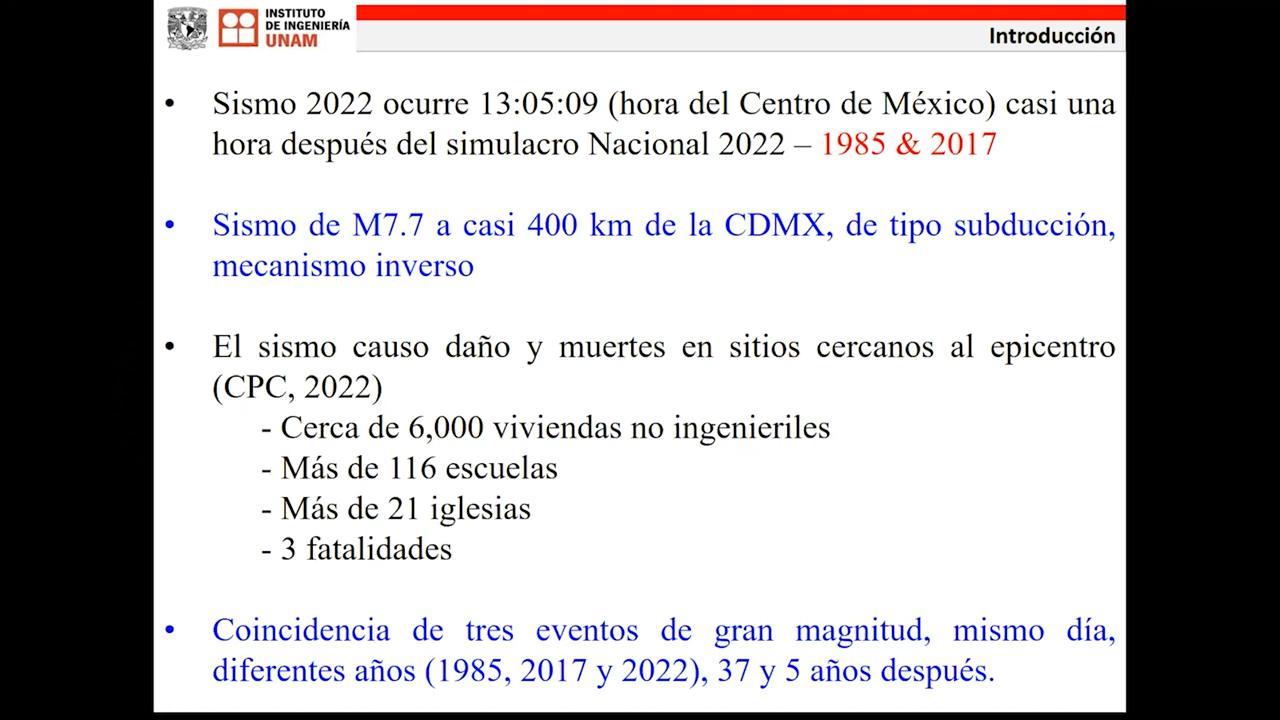 INSTITUTO
DE INGENIERÍA
UNAM
Introducción
• Sismo 2022 ocurre 13:05:09 (hora del Centro de México) casi una
hora después del simulacro Nacional 2022 – 1985 & 2017
• Sismo de M7.7 a casi 400 km de la CDMX, de tipo subducción,
mecanismo inverso
• El sismo causo daño y muertes en sitios cercanos al epicentro
(CPC, 2022)
- Cerca de 6,000 viviendas no ingenieriles
- Más de 116 escuelas
- Más de 21 iglesias
- 3 fatalidades
• Coincidencia de tres eventos de gran magnitud, mismo día,
diferentes años (1985, 2017 y 2022), 37 y 5 años después.